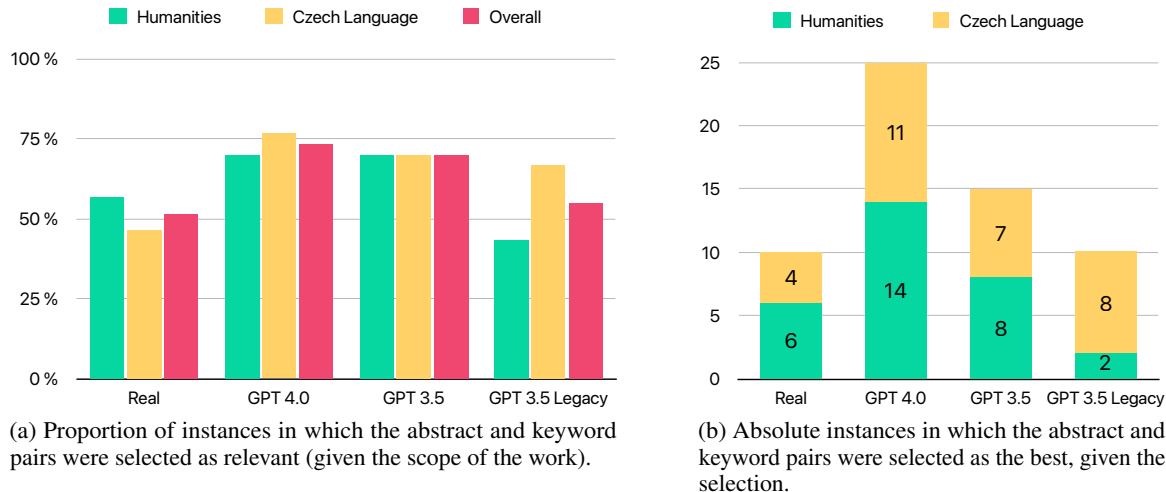 Humanities Czech Language Overall
100 %
75 %
50 %
25 %
0 %
Real GPT 4.0 GPT 3.5 GPT 3.5 Legacy
(a) Proportion of instances in which the abstract and keyword
pairs were selected as relevant (given the scope of the work).
Humanities Czech Language
25
20
15
10
5
0
4
6
11
14
7
8
8
2
Real GPT 4.0 GPT 3.5 GPT 3.5 Legacy
(b) Absolute instances in which the abstract and
keyword pairs were selected as the best, given the
selection.